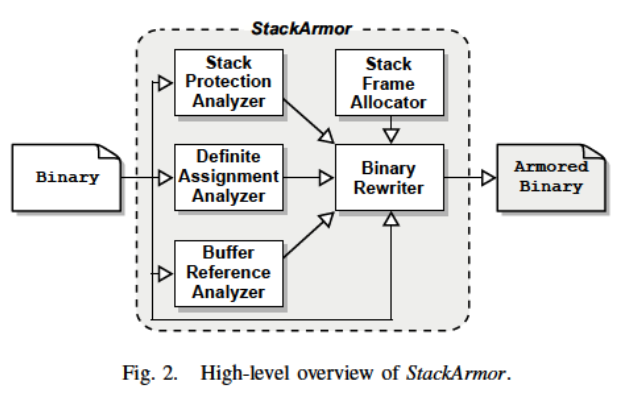 StackArmor
Stack
Protection
Analyzer
Stack
Frame
Allocator
Binary
Definite
Assignment
Analyzer
Binary
Rewriter
Armored
Binary
Buffer
Reference
Analyzer
Fig. 2. High-level overview of StackArmor.